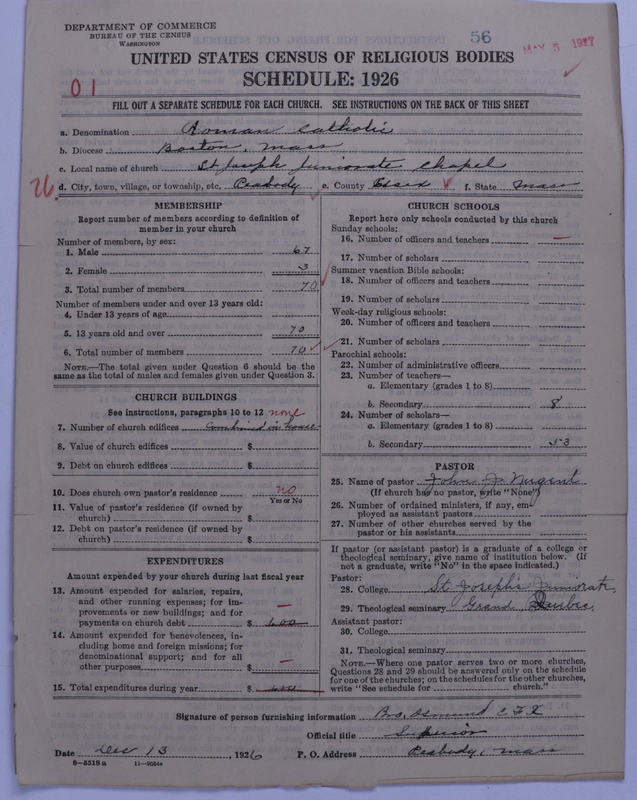 DEPARTMENT OF COMMERCE
BUREAU OF THE CENSUS
WASHINGTON
56
MAY 5 1927
UNITED STATES CENSUS OF RELIGIOUS BODIES
SCHEDULE: 1926
01
FILL OUT A SEPARATE SCHEDULE FOR EACH CHURCH. SEE INSTRUCTIONS ON THE BACK OF THIS SHEET
a. Denomination Roman Catholic
b. Diocese Boston, Mass
c. Local name of church St Joseph Juniorate Chapel
26 d. City, town, village, or township, etc. Peabody e. County Essex f. State Mass
MEMBERSHIP
Report number of members according to definition of
member in your church
Number of members, by sex:
1. Male 67
2. Female 3
3. Total number of members 70
Number of members under and over 13 years old:
4. Under 13 years of age
5. 13 years old and over 70
6. Total number of members 70
NOTE.—The total given under Question 6 should be the
same as the total of males and females given under Question 3.
CHURCH BUILDINGS
See instructions, paragraphs 10 to 12 none
7. Number of church edifices Combined in house
8. Value of church edifices $
9. Debt on church edifices $
10. Does church own pastor's residence no
Yes or No
11. Value of pastor's residence (if owned by
church) $
12. Debt on pastor's residence (if owned by
church) $
EXPENDITURES
Amount expended by your church during last fiscal year
13. Amount expended for salaries, repairs,
and other running expenses; for im-
provements or new buildings; and for
payments on church debt $ 600
14. Amount expended for benevolences, in-
cluding home and foreign missions; for
denominational support; and for all
other purposes $ —
15. Total expenditures during year $
CHURCH SCHOOLS
Report here only schools conducted by this church
Sunday schools:
16. Number of officers and teachers —
17. Number of scholars
Summer vacation Bible schools:
18. Number of officers and teachers
19. Number of scholars
Week-day religious schools:
20. Number of officers and teachers
21. Number of scholars
Parochial schools:
22. Number of administrative officers
23. Number of teachers—
a. Elementary (grades 1 to 8)
b. Secondary 8
24. Number of scholars—
a. Elementary (grades 1 to 8)
b. Secondary 53
PASTOR
25. Name of pastor John J. Nugent
(If church has no pastor, write "None")
26. Number of ordained ministers, if any, em-
ployed as assistant pastors
27. Number of other churches served by the
pastor or his assistants
If pastor (or assistant pastor) is a graduate of a college or
theological seminary, give name of institution below. (If
not a graduate, write "No" in the space indicated.)
Pastor:
28. College St Joseph's Juniorate,
29. Theological seminary Grand
Assistant pastor:
30. College
31. Theological seminary
NOTE.—Where one pastor serves two or more churches,
Questions 28 and 29 should be answered only on the schedule
for one of the churches; on the schedules for the other churches,
write "See schedule for church."
Signature of person furnishing information Bro. Osmund C F X
Official title Superior
Date Dec 13, 1926 P. O. Address Peabody, Mass
8—5518 a